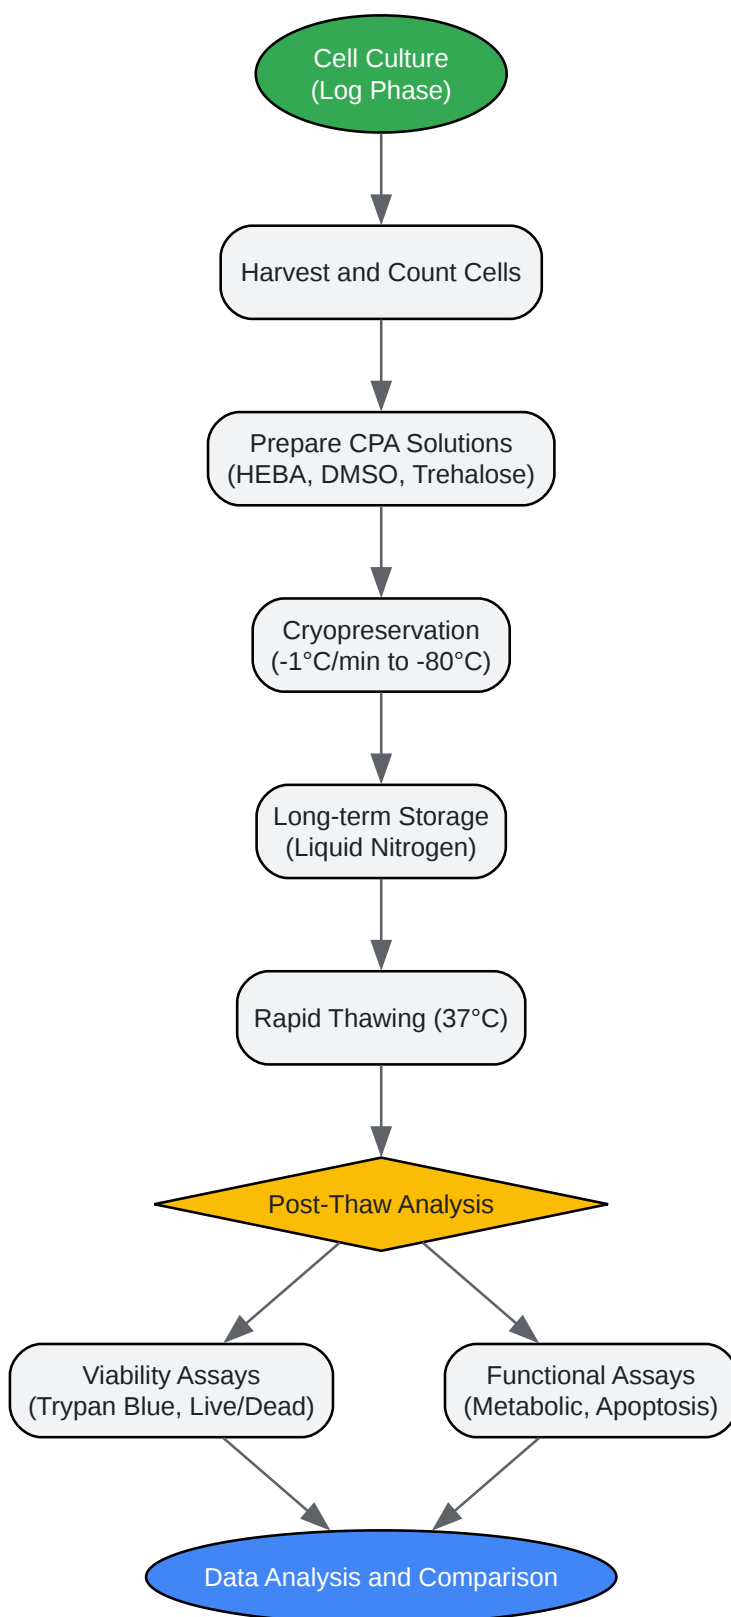 Cell Culture
(Log Phase)
Harvest and Count Cells
Prepare CPA Solutions
(HEBA, DMSO, Trehalose)
Cryopreservation
(-1°C/min to -80°C)
Long-term Storage
(Liquid Nitrogen)
Rapid Thawing (37°C)
Post-Thaw Analysis
Viability Assays
(Trypan Blue, Live/Dead)
Functional Assays
(Metabolic, Apoptosis)
Data Analysis and Comparison